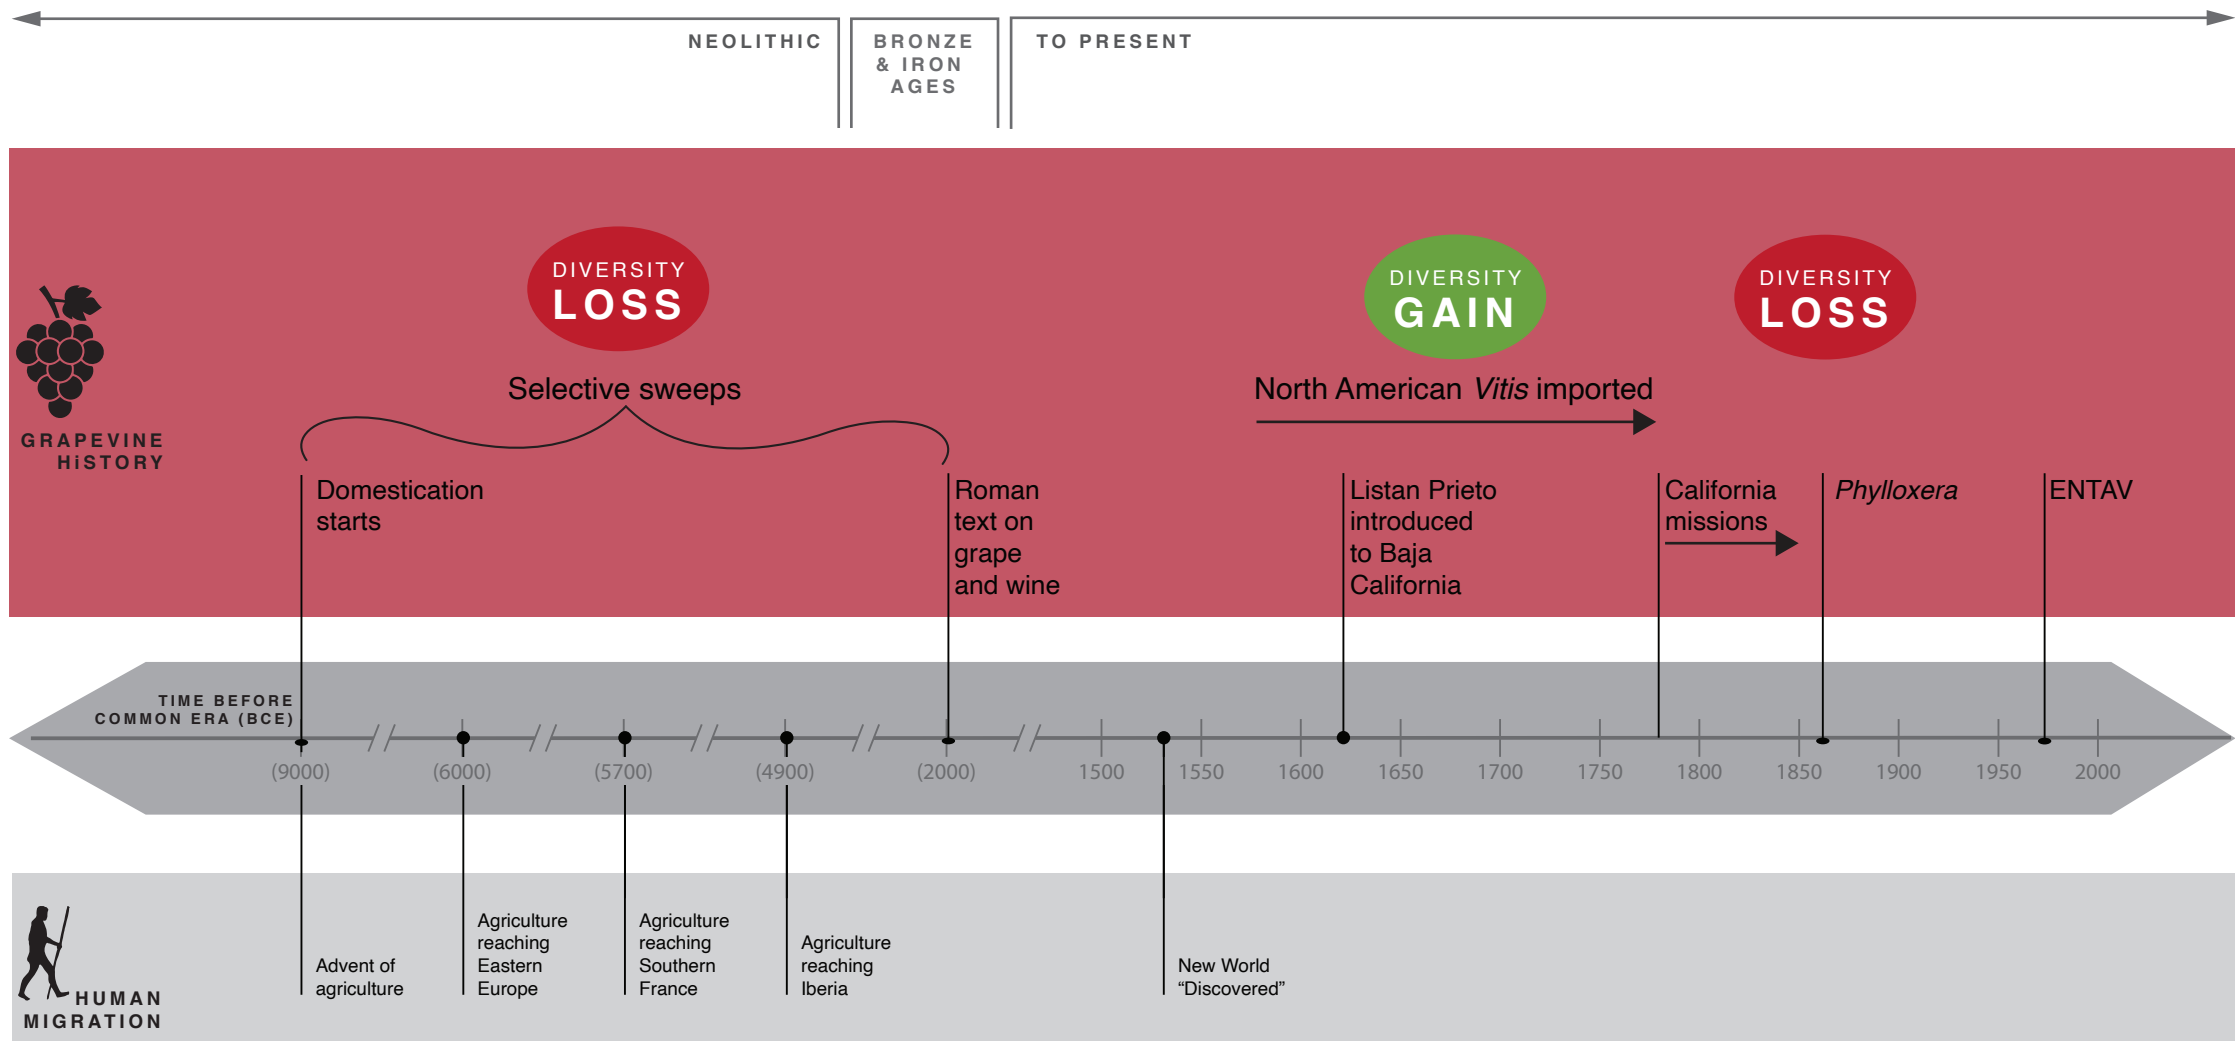 NEOLITHIC
BRONZE
& IRON
AGES
TO PRESENT
DIVERSITY
LOSS
DIVERSITY
GAIN
DIVERSITY
LOSS
Selective sweeps
North American Vitis imported
GRAPEVINE
HiSTORY
Domestication
starts
Roman
text on
grape
and wine
Listan Prieto
introduced
to Baja
California
California
missions
Phylloxera
ENTAV
TIME BEFORE
COMMON ERA (BCE)
(9000)
(6000)
(5700)
(4900)
(2000)
1500
1550
1600
1650
1700
1750
1800
1850
1900
1950
2000
HUMAN
MIGRATION
Advent of
agriculture
Agriculture
reaching
Eastern
Europe
Agriculture
reaching
Southern
France
Agriculture
reaching
Iberia
New World
“Discovered”